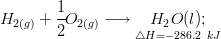 H₂₍g₎ + 1/2 O₂₍g₎ ⟶ H₂O(l);
△H=−286.2 kJ